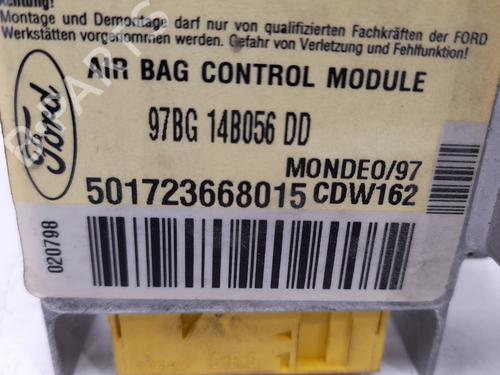 Achtung!
Montage und Demontage darf nur von qualifizierten Fachkräften der FORD
Werkstätten vorgenommen werden. Gefahr von Verletzung und Fehlfunktion!
AIR BAG CONTROL MODULE
Ford
97BG 14B056 DD
MONDEO/97
501723668015 CDW162
020798